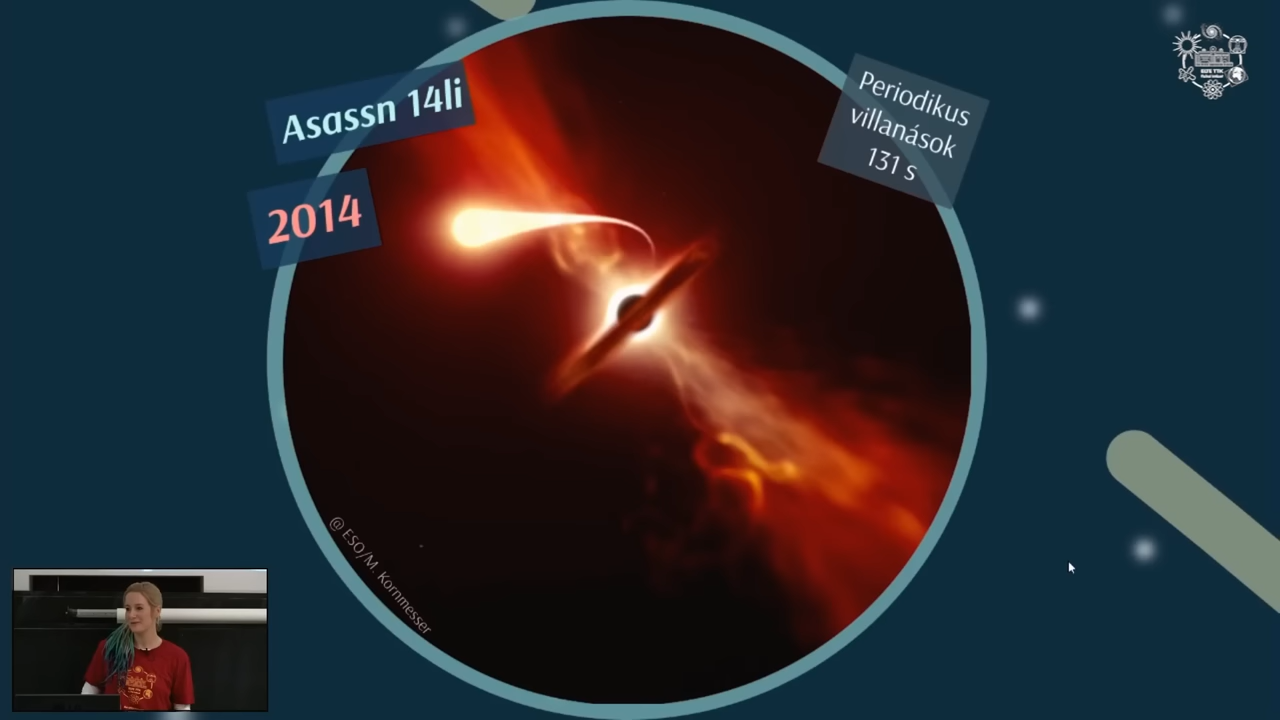 Asassn 14li
2014
Periodikus
villanások
131 s
@ ESO/M. Kornmesser